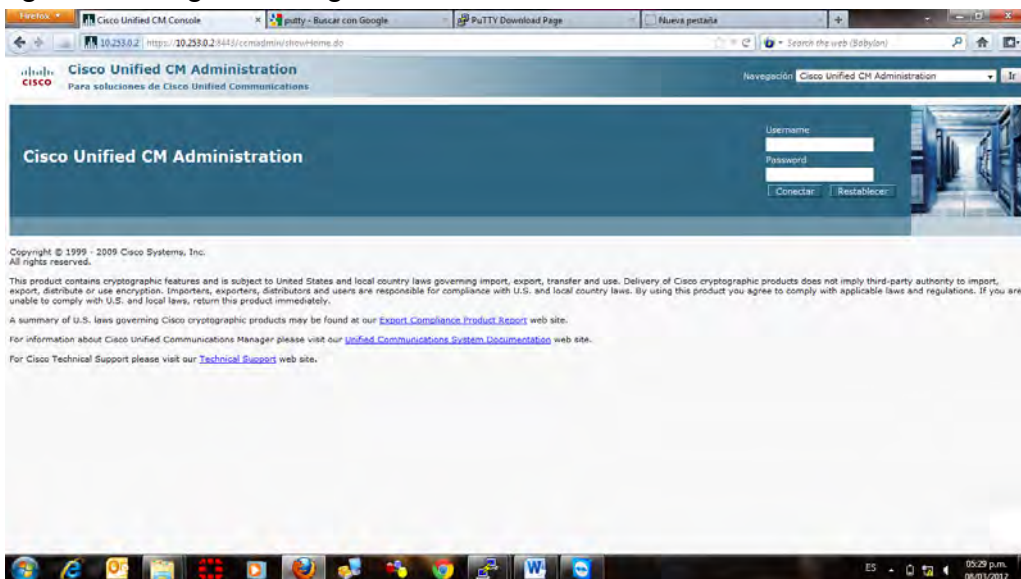 Firefox
Cisco Unified CM Console
putty - Buscar con Google
PuTTY Download Page
Nueva pestaña
10.253.0.2 https://10.253.0.2:8443/ccmadmin/showHome.do
Search the web (Babylon)
cisco
Cisco Unified CM Administration
Para soluciones de Cisco Unified Communications
Navegación Cisco Unified CM Administration
Ir
Cisco Unified CM Administration
Username
Password
Conectar
Restablecer
Copyright © 1999 - 2009 Cisco Systems, Inc.
All rights reserved.
This product contains cryptographic features and is subject to United States and local country laws governing import, export, transfer and use. Delivery of Cisco cryptographic products does not imply third-party authority to import,
export, distribute or use encryption. Importers, exporters, distributors and users are responsible for compliance with U.S. and local country laws. By using this product you agree to comply with applicable laws and regulations. If you are
unable to comply with U.S. and local laws, return this product immediately.
A summary of U.S. laws governing Cisco cryptographic products may be found at our Export Compliance Product Report web site.
For information about Cisco Unified Communications Manager please visit our Unified Communications System Documentation web site.
For Cisco Technical Support please visit our Technical Support web site.
ES
05:29 p.m.
08/03/2012